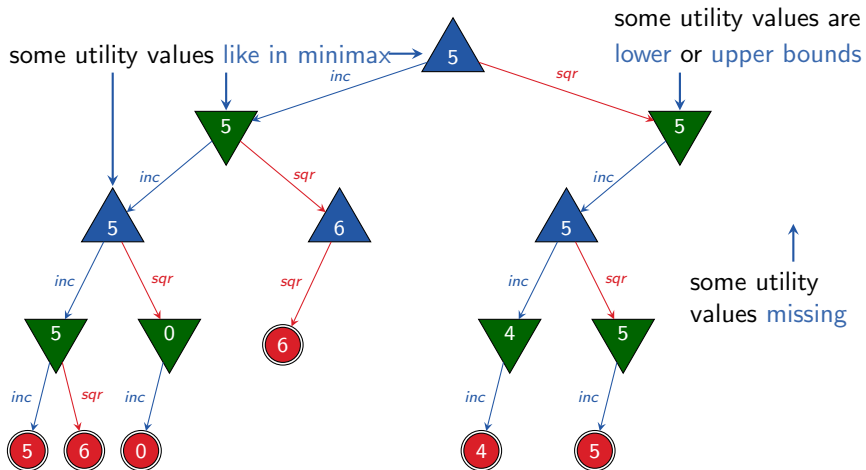 some utility values are
some utility values like in minimax
5
lower or upper bounds
inc
sqr
5
5
inc
sqr
inc
5
6
5
inc
sqr
sqr
inc
sqr
some utility
values missing
5
0
6
4
5
inc
sqr
inc
inc
inc
5
6
0
4
5